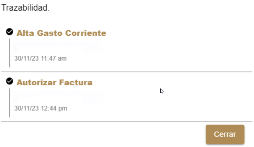 Trazabilidad.
Alta Gasto Corriente
30/11/23 11:47 am
Autorizar Factura
30/11/23 12:44 pm
Cerrar